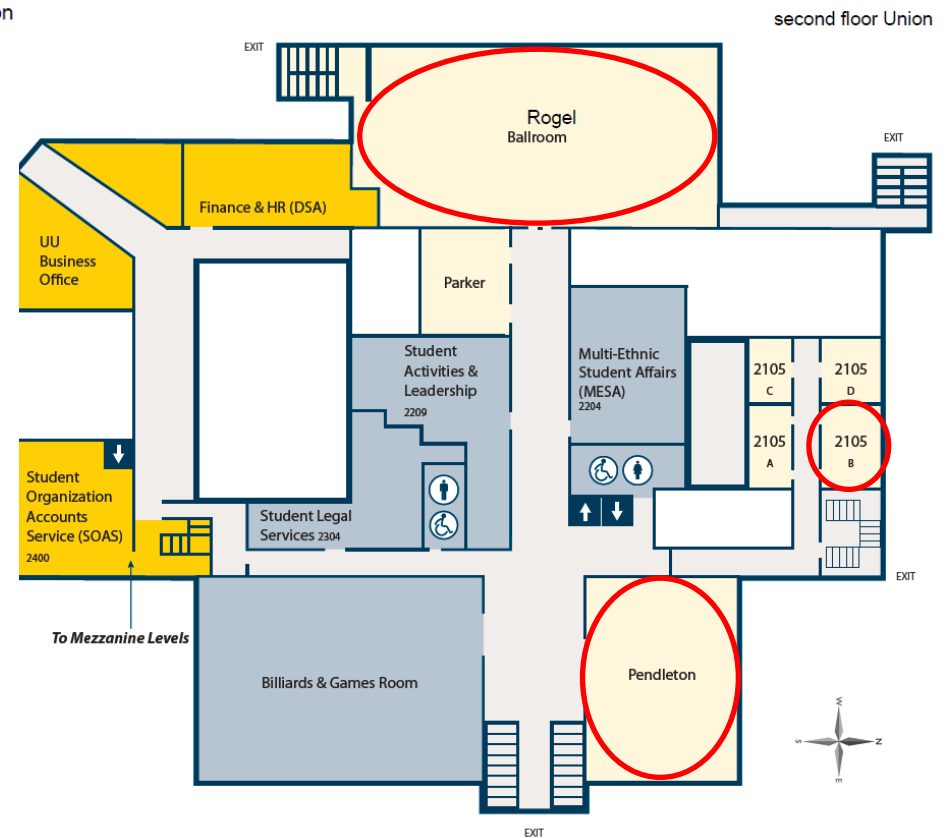 on
second floor Union
EXIT
Rogel
Ballroom
EXIT
Finance & HR (DSA)
UU
Business
Office
Parker
Student
Activities &
Leadership
2209
Multi-Ethnic
Student Affairs
(MESA)
2204
2105
C
2105
D
2105
A
2105
B
Student
Organization
Accounts
Service (SOAS)
2400
Student Legal
Services 2304
EXIT
To Mezzanine Levels
Billiards & Games Room
Pendleton
W
S
N
E
EXIT